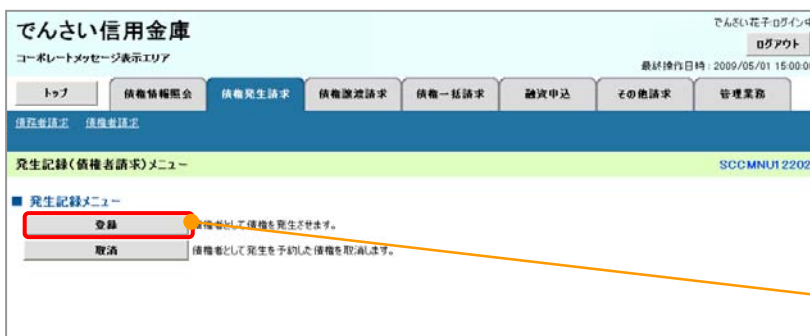 でんさい信用金庫
でんさい花子:ログイン中
ログアウト
コーポレートメッセージ表示エリア
最終操作日時:2009/05/01 15:00:00
トップ 債権情報照会 債権発生請求 債権譲渡請求 債権一括請求 融資申込 その他請求 管理業務
債務者請求 債権者請求
発生記録(債権者請求)メニュー SCCMNU12202
■ 発生記録メニュー
登録 債権者として債権を発生させます。
取消 債権者として発生を予約した債権を取消します。